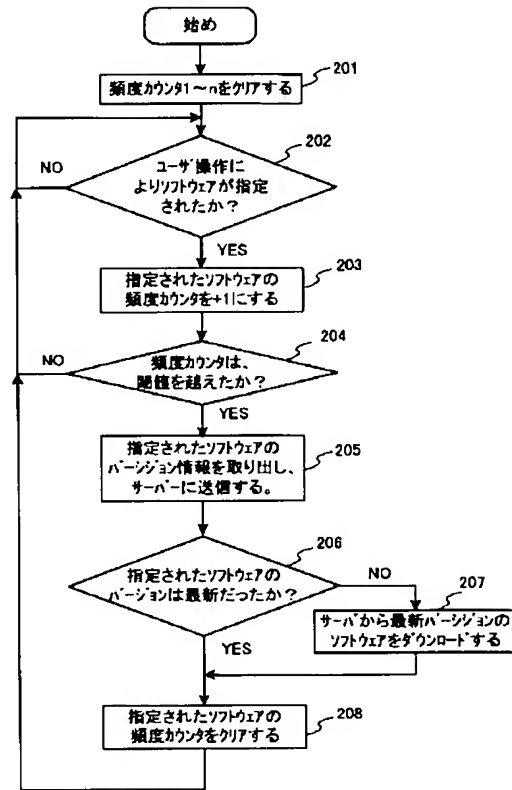 始め
201
頻度カウンタ1～nをクリアする
202
NO
ユーザ操作に
よりソフトウェアが指定
されたか？
YES
203
指定されたソフトウェアの
頻度カウンタを+1にする
204
NO
頻度カウンタは、
閾値を越えたか？
YES
指定されたソフトウェアの
バーシジョン情報を取り出し、
サーバーに送信する。
205
206
指定されたソフトウェアの
バージョンは最新だったか？
NO
207
サーバから最新バーシジョンの
ソフトウェアをダウンロードする
YES
指定されたソフトウェアの
頻度カウンタをクリアする
208